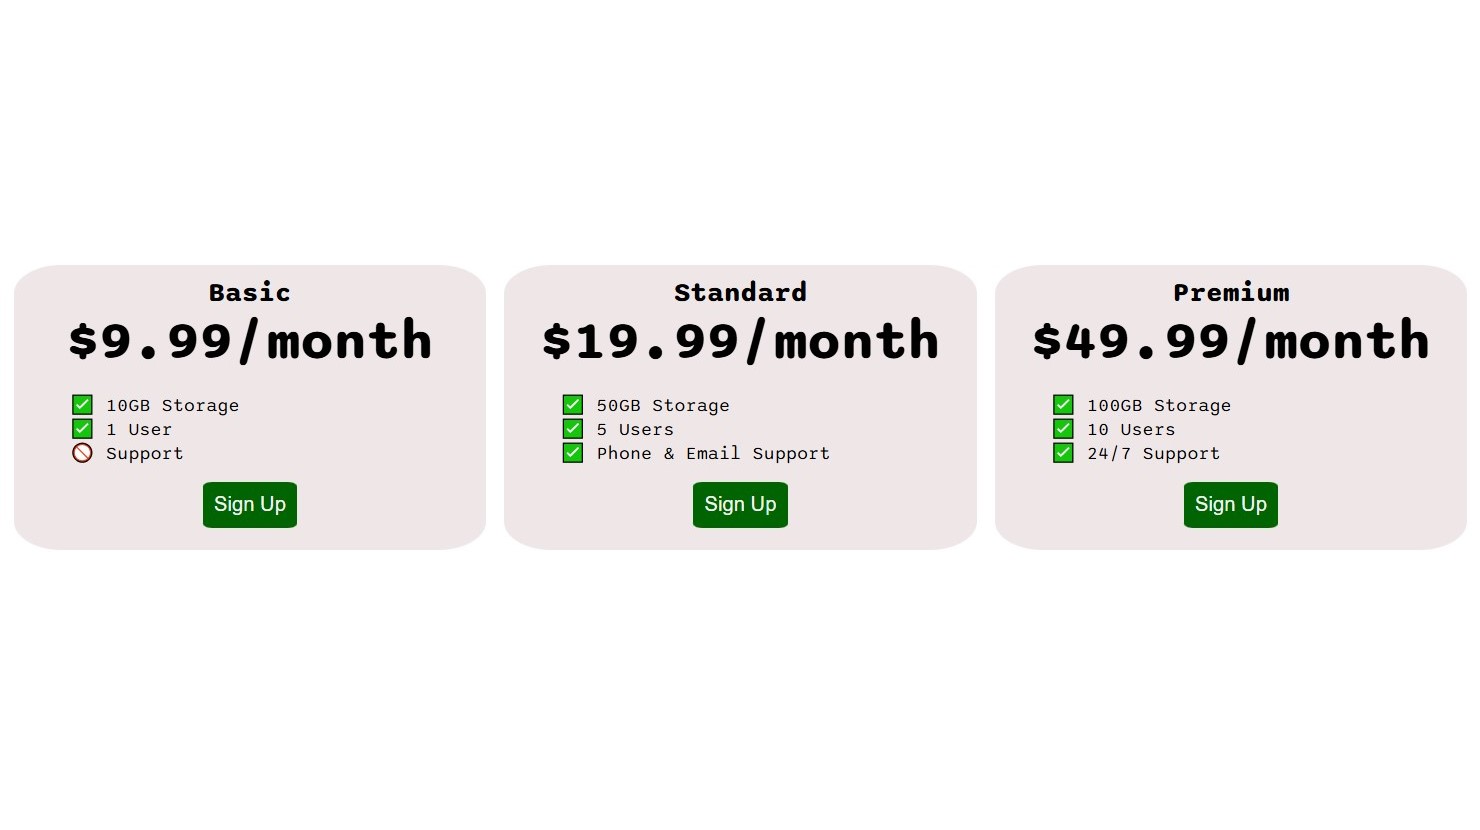 Basic
$9.99/month
10GB Storage
1 User
Support
Sign Up
Standard
$19.99/month
50GB Storage
5 Users
Phone & Email Support
Sign Up
Premium
$49.99/month
100GB Storage
10 Users
24/7 Support
Sign Up